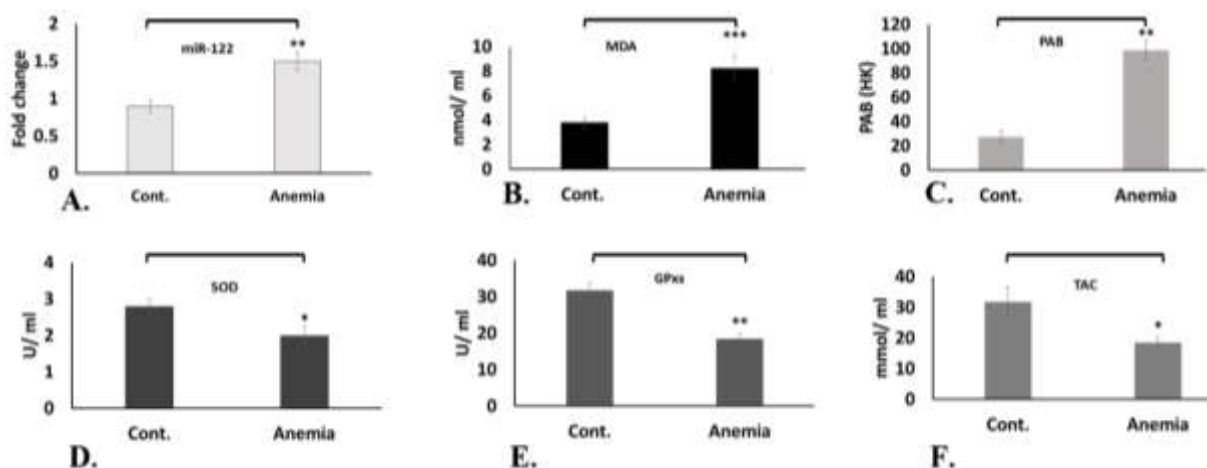 2
1.5
1
0.5
0
Fold change
miR-122
**
Cont.
Anemia
A.
10
8
6
4
2
0
nmol/ ml
MDA
***
Cont.
Anemia
B.
120
100
80
60
40
20
0
PAB (HK)
PAB
**
Cont.
Anemia
C.
4
3
2
1
0
U/ ml
SOD
*
Cont.
Anemia
D.
40
30
20
10
0
U/ ml
GPxs
**
Cont.
Anemia
E.
40
30
20
10
0
mmol/ ml
TAC
*
Cont.
Anemia
F.